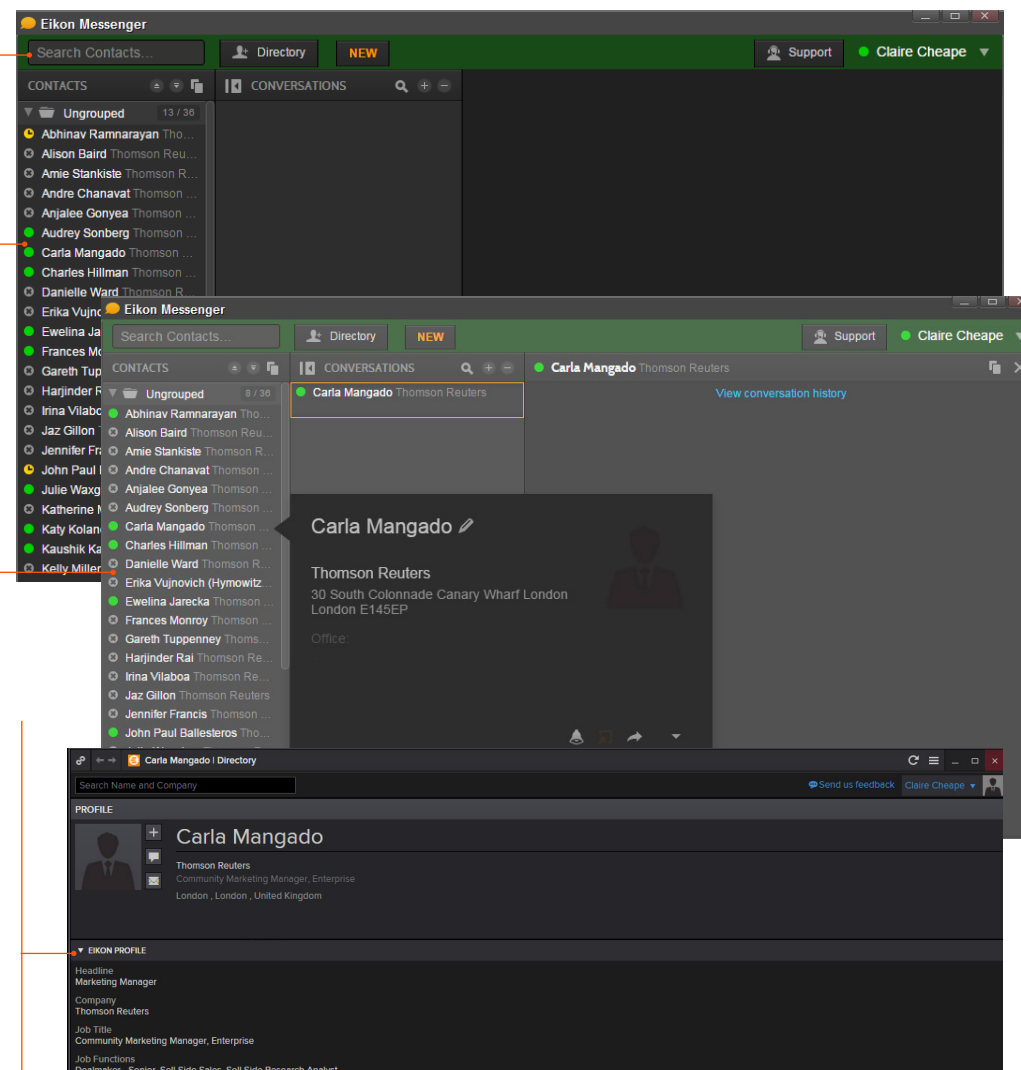 Eikon Messenger
Search Contacts...
Directory
NEW
Support
Claire Cheape
CONTACTS
CONVERSATIONS
Ungrouped 13 / 36
Abhinav Ramnarayan Tho...
Alison Baird Thomson Reu...
Amie Stankiste Thomson R...
Andre Chanavat Thomson ...
Anjalee Gonyea Thomson ...
Audrey Sonberg Thomson ...
Carla Mangado Thomson ...
Charles Hillman Thomson ...
Danielle Ward Thomson R...
Erika Vujnc
Ewelina Ja
Frances Mo
Gareth Tup
Harjinder R
Irina Vilabo
Jaz Gillon
Jennifer Fra
John Paul
Julie Waxg
Katherine
Katy Kolan
Kaushik Ka
Kelly Miller
Eikon Messenger
Search Contacts...
Directory
NEW
Support
Claire Cheape
CONTACTS
CONVERSATIONS
Carla Mangado Thomson Reuters
Ungrouped 8 / 36
Carla Mangado Thomson Reuters
View conversation history
Abhinav Ramnarayan Tho...
Alison Baird Thomson Reu...
Amie Stankiste Thomson R...
Andre Chanavat Thomson ...
Anjalee Gonyea Thomson ...
Audrey Sonberg Thomson ...
Carla Mangado Thomson ...
Charles Hillman Thomson ...
Danielle Ward Thomson R...
Erika Vujnovich (Hymowitz...
Ewelina Jarecka Thomson ...
Frances Monroy Thomson ...
Gareth Tuppenney Thoms...
Harjinder Rai Thomson Re...
Irina Vilaboa Thomson Re...
Jaz Gillon Thomson Reuters
Jennifer Francis Thomson ...
John Paul Ballesteros Tho...
Carla Mangado
Thomson Reuters
30 South Colonnade Canary Wharf London
London E145EP
Office:
Carla Mangado | Directory
Search Name and Company
Send us feedback
Claire Cheape
PROFILE
Carla Mangado
Thomson Reuters
Community Marketing Manager, Enterprise
London , London , United Kingdom
EIKON PROFILE
Headline
Marketing Manager
Company
Thomson Reuters
Job Title
Community Marketing Manager, Enterprise
Job Functions
Dealmaker - Senior, Sell Side Sales, Sell Side Research Analyst